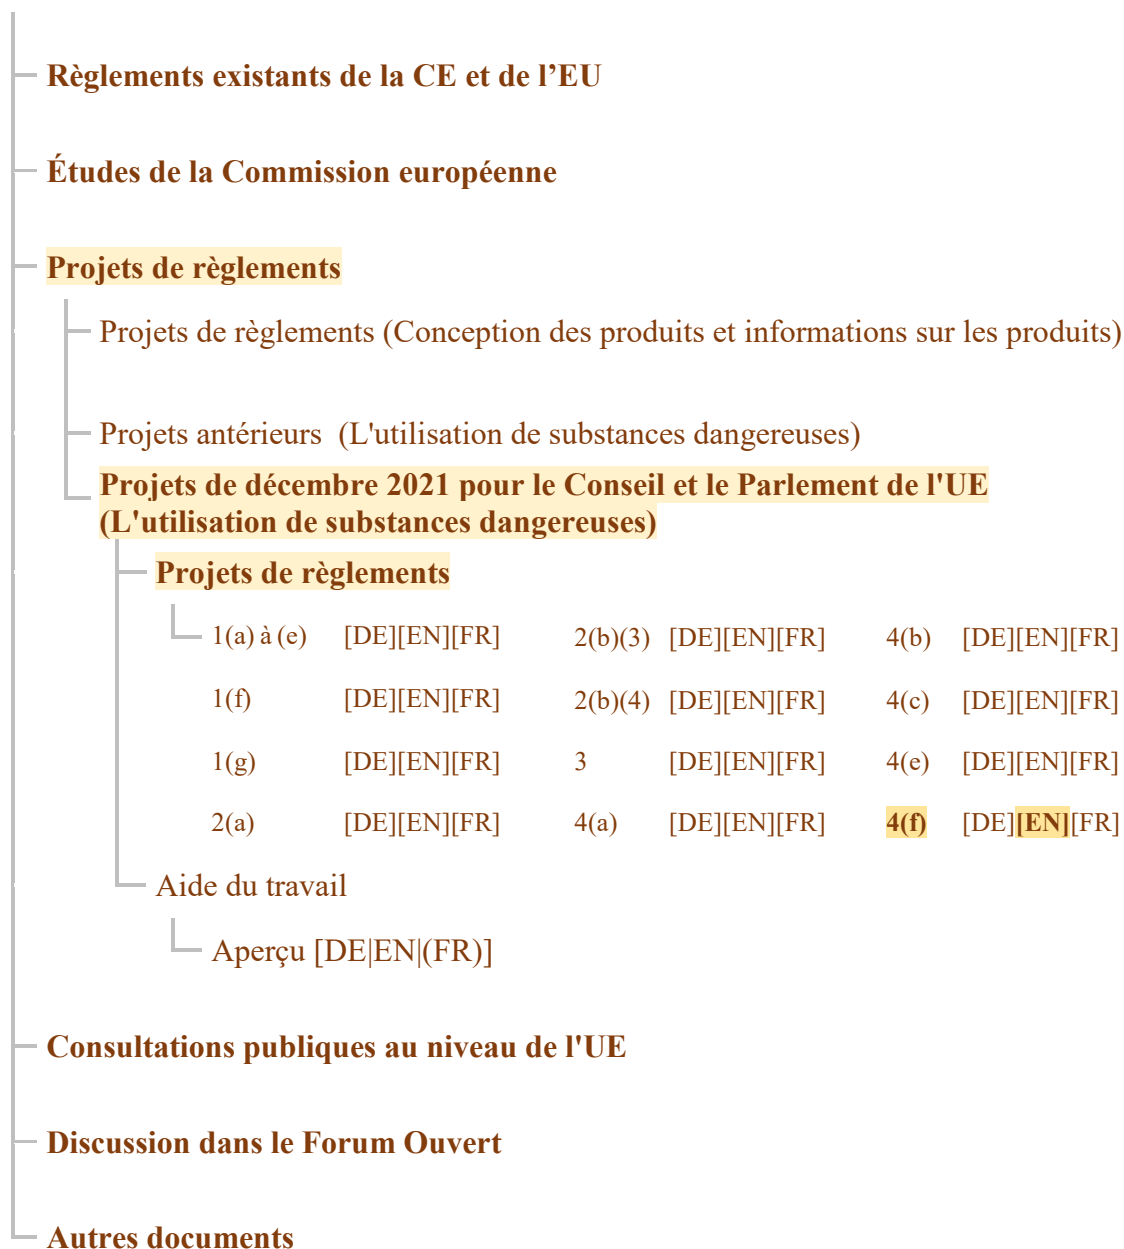 Règlements existants de la CE et de l’EU
Études de la Commission européenne
Projets de règlements
Projets de règlements (Conception des produits et informations sur les produits)
Projets antérieurs (L'utilisation de substances dangereuses)
Projets de décembre 2021 pour le Conseil et le Parlement de l'UE
(L'utilisation de substances dangereuses)
Projets de règlements
1(a) à (e) [DE][EN][FR] 2(b)(3) [DE][EN][FR] 4(b) [DE][EN][FR]
1(f) [DE][EN][FR] 2(b)(4) [DE][EN][FR] 4(c) [DE][EN][FR]
1(g) [DE][EN][FR] 3 [DE][EN][FR] 4(e) [DE][EN][FR]
2(a) [DE][EN][FR] 4(a) [DE][EN][FR] 4(f) [DE][EN][FR]
Aide du travail
Aperçu [DE|EN|(FR)]
Consultations publiques au niveau de l'UE
Discussion dans le Forum Ouvert
Autres documents